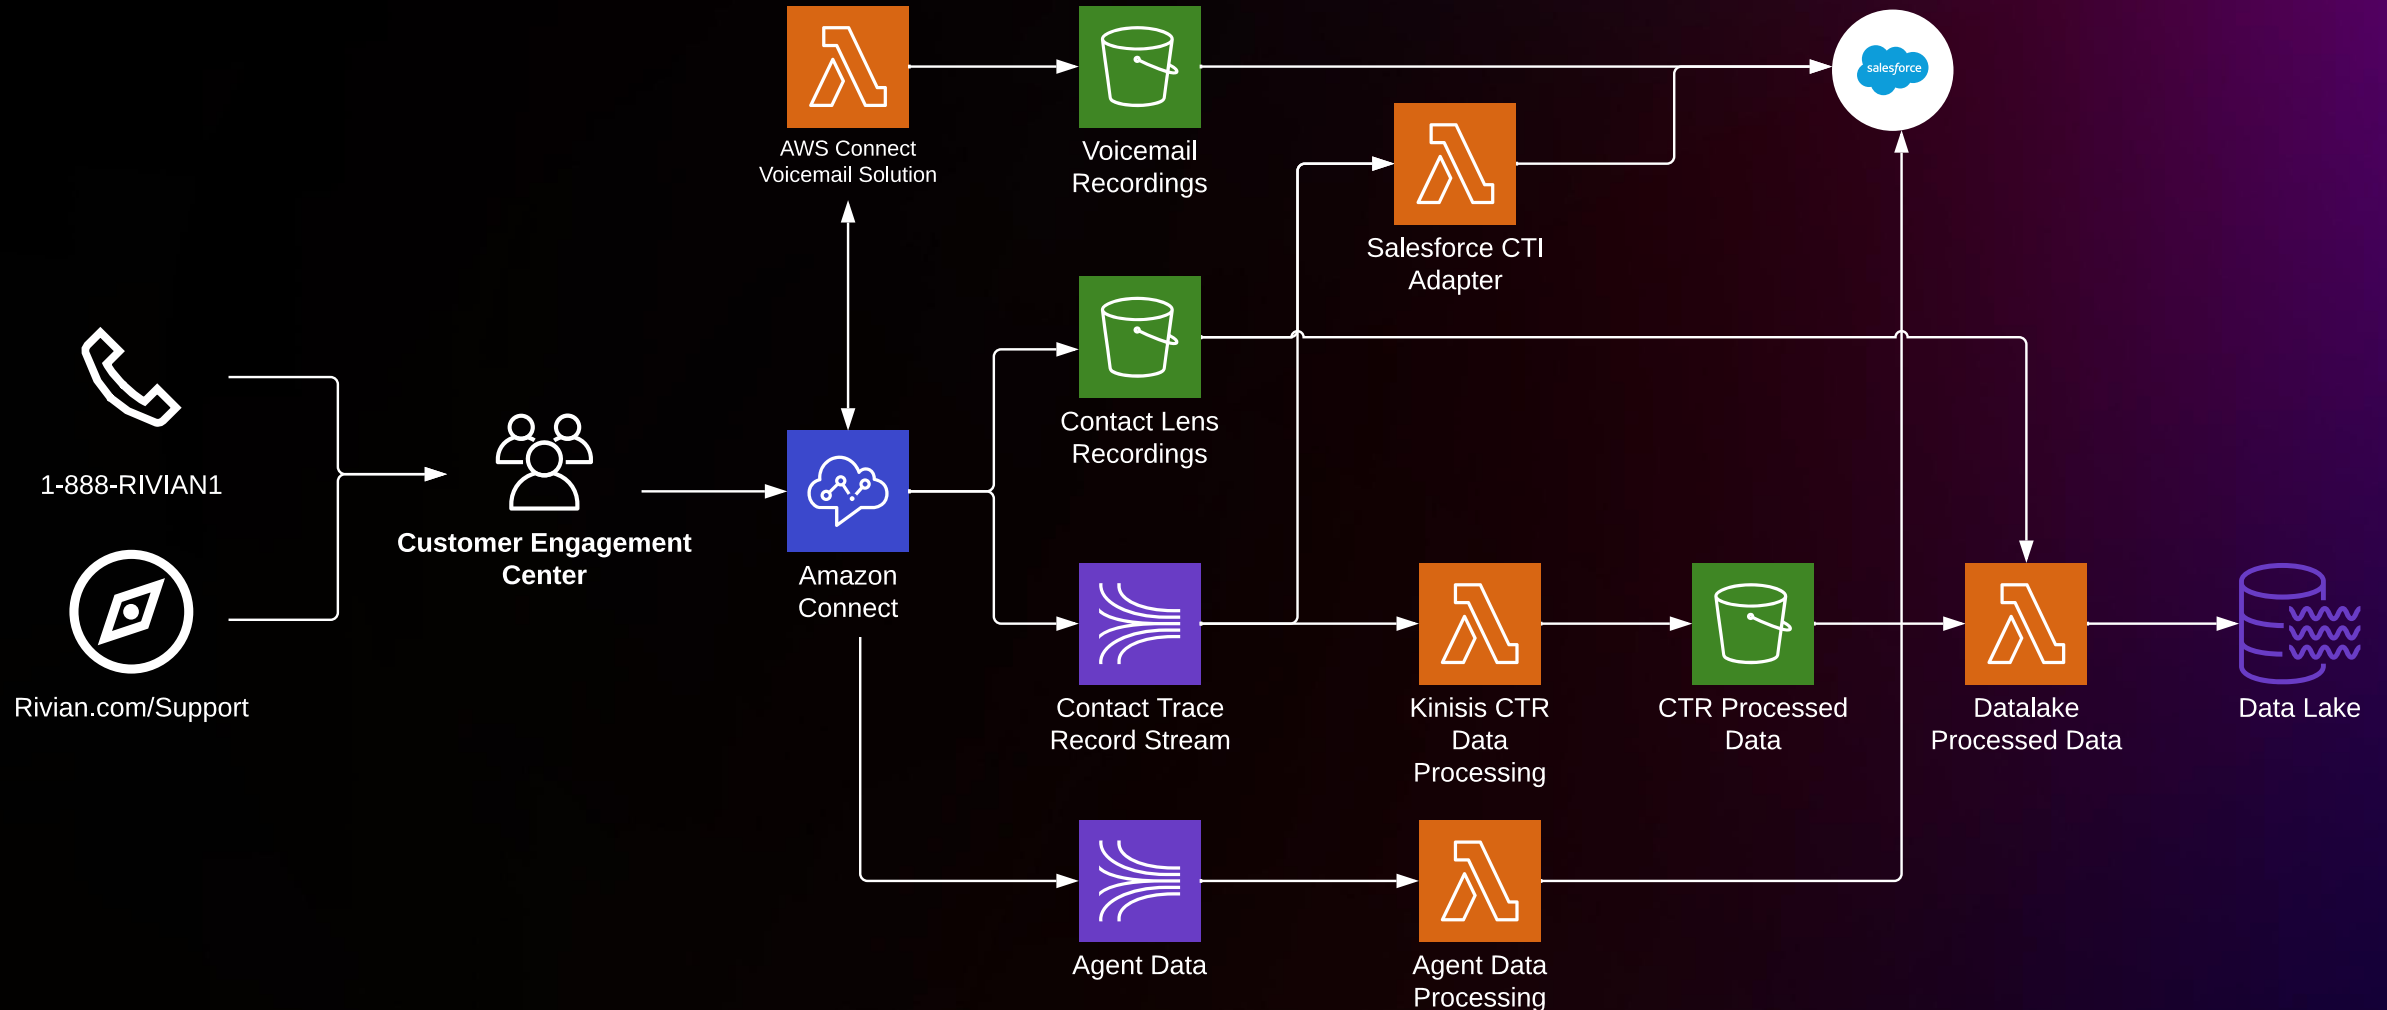 salesforce
AWS Connect
Voicemail Solution
Voicemail
Recordings
Salesforce CTI
Adapter
Contact Lens
Recordings
1-888-RIVIAN1
Customer Engagement
Center
Amazon
Connect
Rivian.com/Support
Contact Trace
Record Stream
Kinisis CTR
Data
Processing
CTR Processed
Data
Datalake
Processed Data
Data Lake
Agent Data
Agent Data
Processing